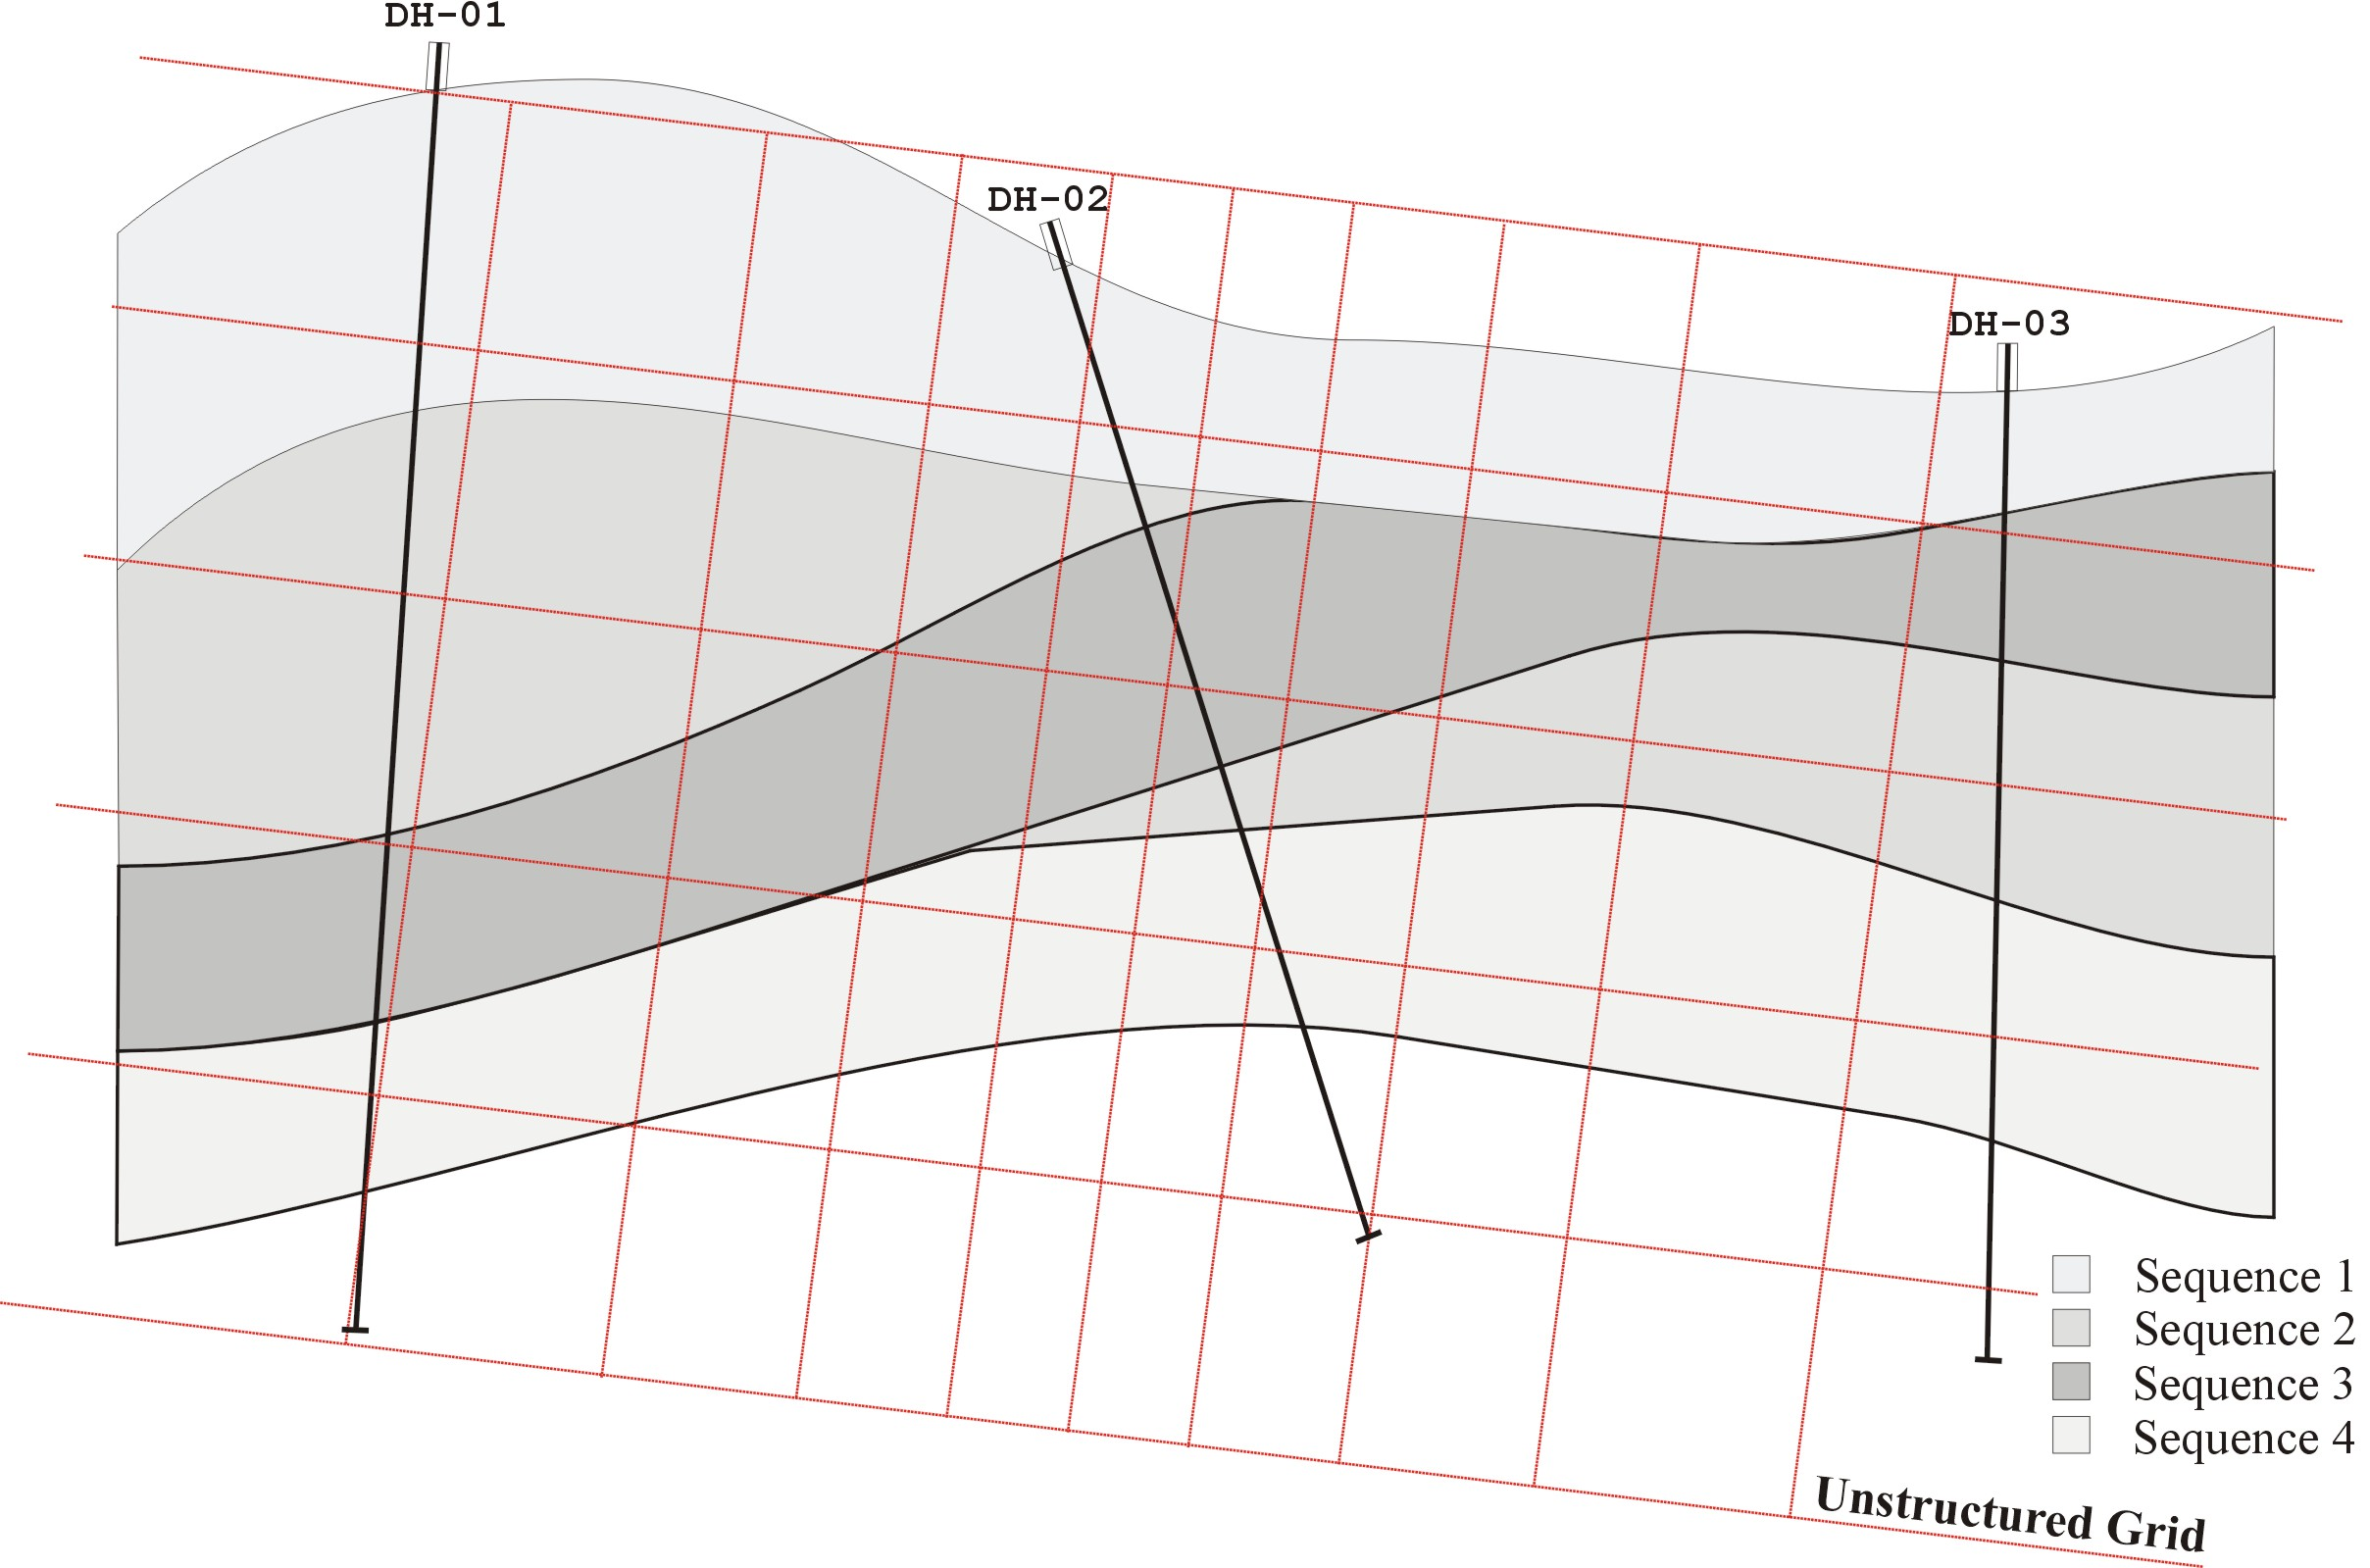 DH-01
DH-02
DH-03
Sequence 1
Sequence 2
Sequence 3
Sequence 4
Unstructured Grid